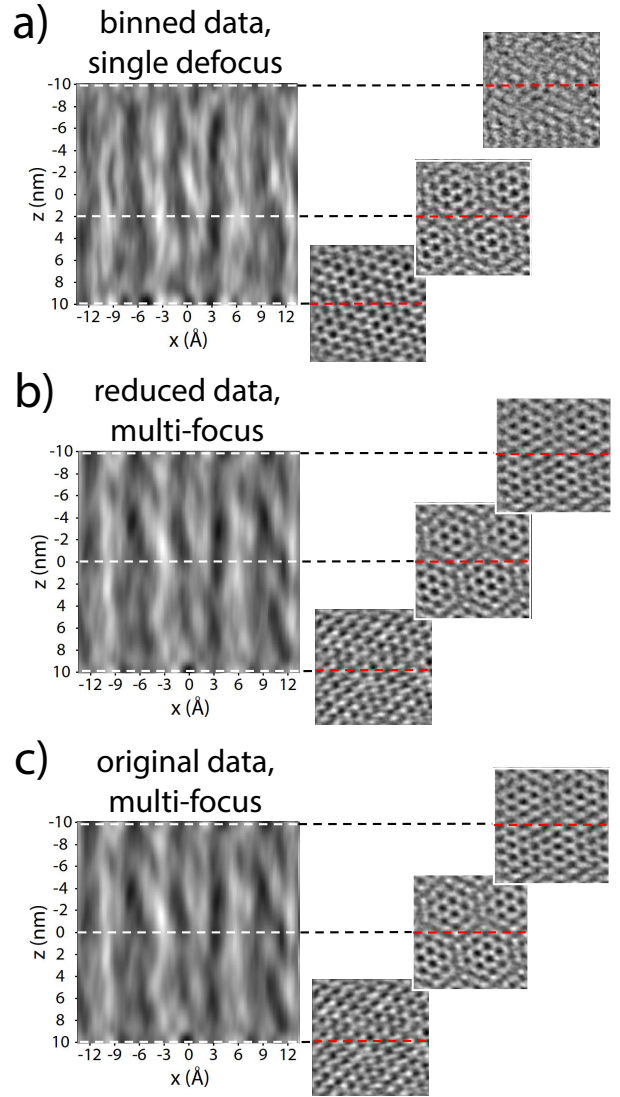 a)
binned data,
single defocus
-10
-8
-6
-4
-2
0
2
4
6
8
10
z (nm)
-12 -9 -6 -3 0 3 6 9 12
x (Å)
b)
reduced data,
multi-focus
-10
-8
-6
-4
-2
0
2
4
6
8
10
z (nm)
-12 -9 -6 -3 0 3 6 9 12
x (Å)
c)
original data,
multi-focus
-10
-8
-6
-4
-2
0
2
4
6
8
10
z (nm)
-12 -9 -6 -3 0 3 6 9 12
x (Å)